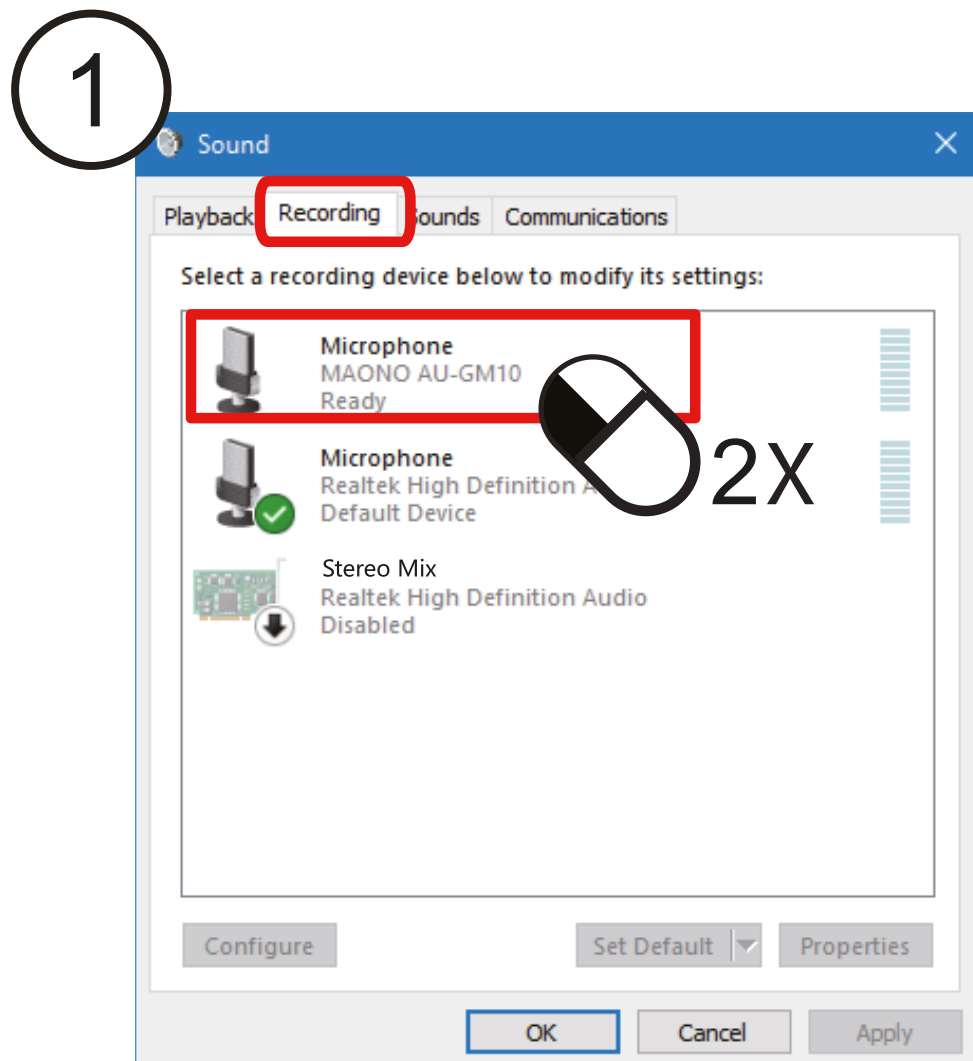 1
Sound
Playback Recording Sounds Communications
Select a recording device below to modify its settings:
Microphone
MAONO AU-GM10
Ready
2X
Microphone
Realtek High Definition A
Default Device
Stereo Mix
Realtek High Definition Audio
Disabled
Configure Set Default Properties
OK Cancel Apply